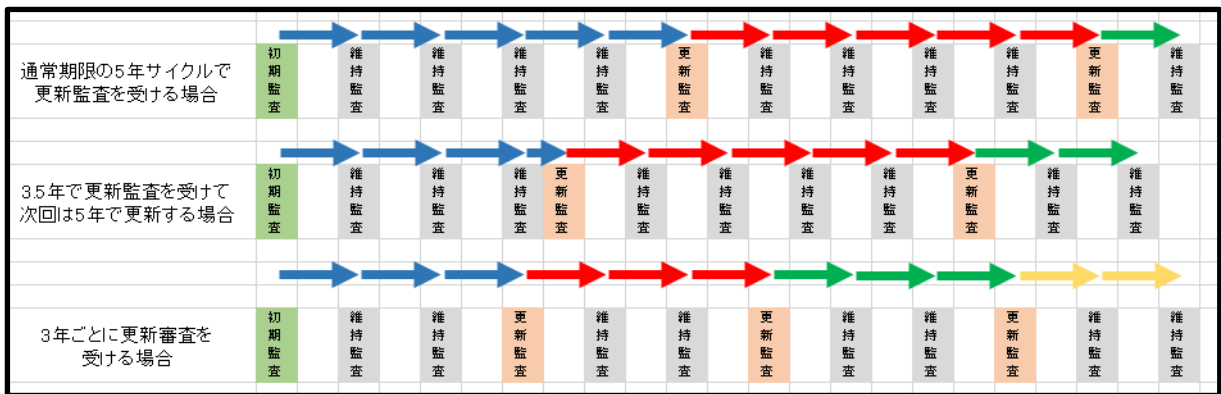 通常期限の5年サイクルで
更新監査を受ける場合
初期監査 維持監査 維持監査 維持監査 維持監査 更新監査 維持監査 維持監査 維持監査 維持監査 更新監査 維持監査
3.5年で更新監査を受けて
次回は5年で更新する場合
初期監査 維持監査 維持監査 維持監査 更新監査 維持監査 維持監査 維持監査 維持監査 更新監査 維持監査 維持監査
3年ごとに更新審査を
受ける場合
初期監査 維持監査 維持監査 更新監査 維持監査 維持監査 更新監査 維持監査 維持監査 更新監査 維持監査 維持監査